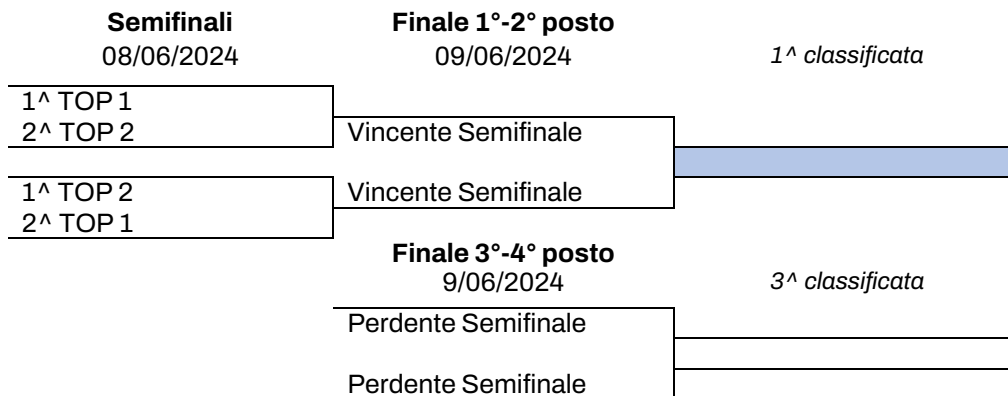 Semifinali Finale 1°-2° posto
08/06/2024 09/06/2024 1^ classificata
1^ TOP 1
2^ TOP 2 Vincente Semifinale
1^ TOP 2 Vincente Semifinale
2^ TOP 1
Finale 3°-4° posto
9/06/2024 3^ classificata
Perdente Semifinale
Perdente Semifinale